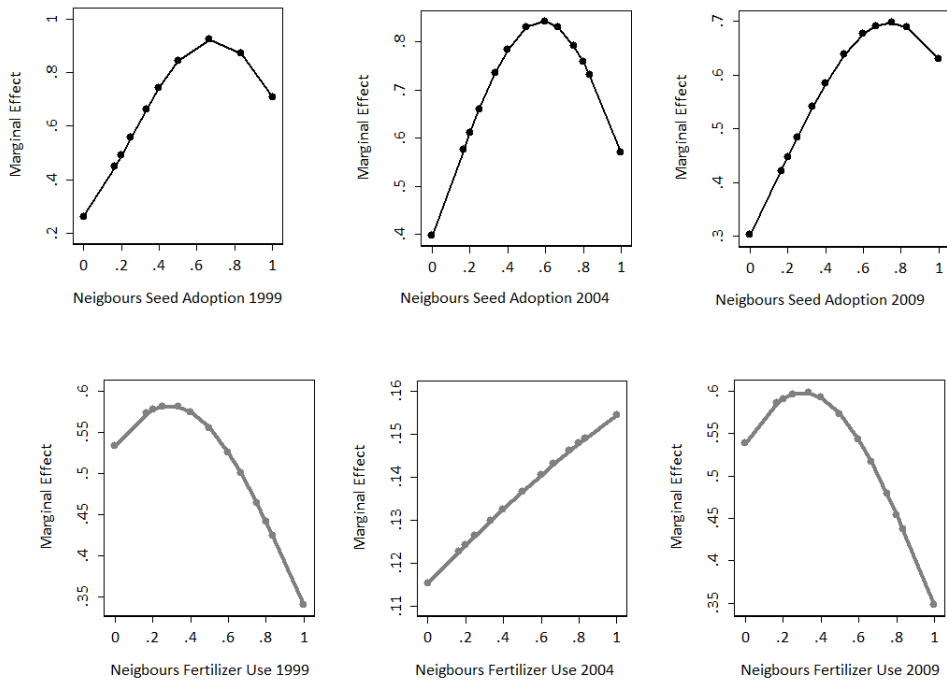 Marginal Effect
1
.8
.6
.4
.2
0 .2 .4 .6 .8 1
Neigbours Seed Adoption 1999
Marginal Effect
.8
.7
.6
.5
.4
0 .2 .4 .6 .8 1
Neigbours Seed Adoption 2004
Marginal Effect
.7
.6
.5
.4
.3
0 .2 .4 .6 .8 1
Neigbours Seed Adoption 2009
Marginal Effect
.6
.55
.5
.45
.4
.35
0 .2 .4 .6 .8 1
Neigbours Fertilizer Use 1999
Marginal Effect
.16
.15
.14
.13
.12
.11
0 .2 .4 .6 .8 1
Neigbours Fertilizer Use 2004
Marginal Effect
.6
.55
.5
.45
.4
.35
0 .2 .4 .6 .8 1
Neigbours Fertilizer Use 2009